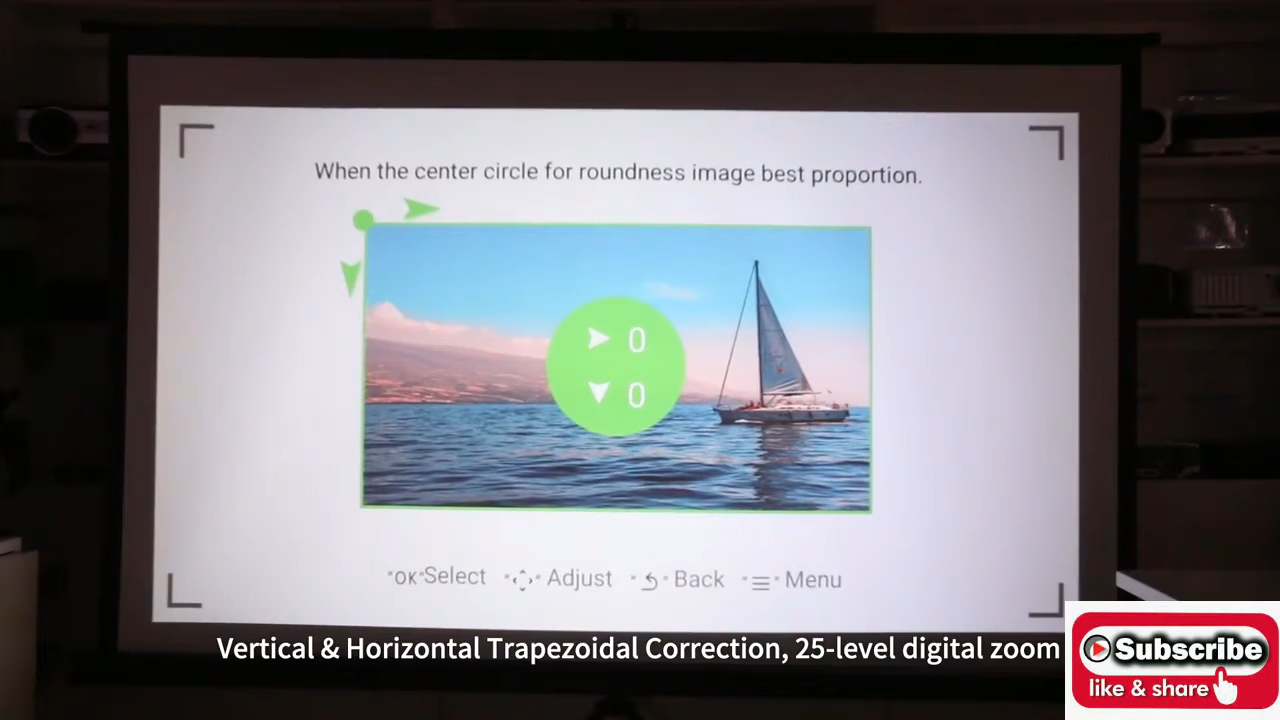 When the center circle for roundness image best proportion.
0
0
"OK"Select " " Adjust " " Back " " Menu
Vertical & Horizontal Trapezoidal Correction, 25-level digital zoom
Subscribe
like & share